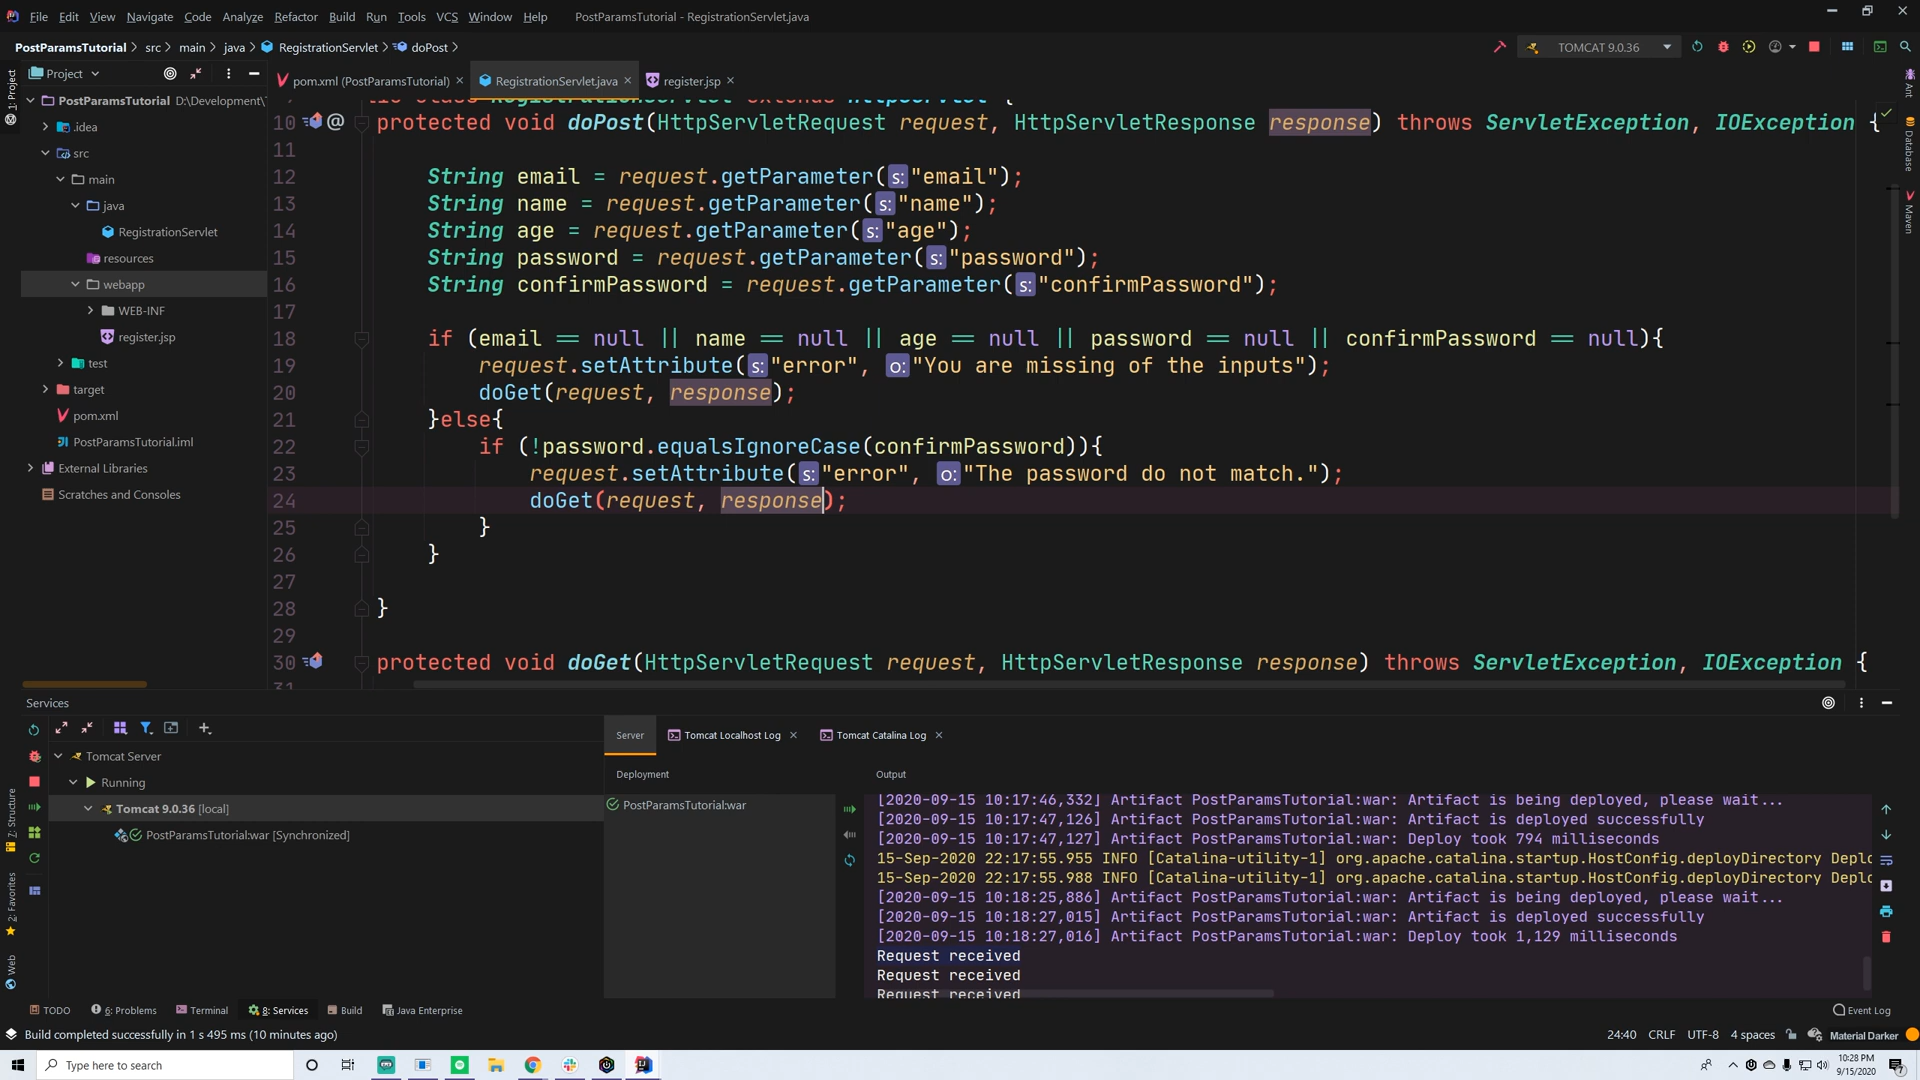 File Edit View Navigate Code Analyze Refactor Build Run Tools VCS Window Help PostParamsTutorial - RegistrationServlet.java
PostParamsTutorial src main java RegistrationServlet doPost TOMCAT 9.0.36
Project
pom.xml (PostParamsTutorial) RegistrationServlet.java register.jsp
PostParamsTutorial D:\Development\
.idea
src
main
java
RegistrationServlet
resources
webapp
WEB-INF
register.jsp
test
target
pom.xml
PostParamsTutorial.iml
External Libraries
Scratches and Consoles
1: Project
7: Structure
2: Favorites
Web
Ant
Database
Maven
10 protected void doPost(HttpServletRequest request, HttpServletResponse response) throws ServletException, IOException {
11
12 String email = request.getParameter( s: "email");
13 String name = request.getParameter( s: "name");
14 String age = request.getParameter( s: "age");
15 String password = request.getParameter( s: "password");
16 String confirmPassword = request.getParameter( s: "confirmPassword");
17
18 if (email == null || name == null || age == null || password == null || confirmPassword == null){
19 request.setAttribute( s: "error", o: "You are missing of the inputs");
20 doGet(request, response);
21 }else{
22 if (!password.equalsIgnoreCase(confirmPassword)){
23 request.setAttribute( s: "error", o: "The password do not match.");
24 doGet(request, response);
25 }
26 }
27
28 }
29
30 protected void doGet(HttpServletRequest request, HttpServletResponse response) throws ServletException, IOException {
31
Services
Tomcat Server
Running
Tomcat 9.0.36 [local]
PostParamsTutorial:war [Synchronized]
Server Tomcat Localhost Log Tomcat Catalina Log
Deployment Output
PostParamsTutorial:war
[2020-09-15 10:17:46,332] Artifact PostParamsTutorial:war: Artifact is being deployed, please wait...
[2020-09-15 10:17:47,126] Artifact PostParamsTutorial:war: Artifact is deployed successfully
[2020-09-15 10:17:47,127] Artifact PostParamsTutorial:war: Deploy took 794 milliseconds
15-Sep-2020 22:17:55.955 INFO [Catalina-utility-1] org.apache.catalina.startup.HostConfig.deployDirectory Deplo
15-Sep-2020 22:17:55.988 INFO [Catalina-utility-1] org.apache.catalina.startup.HostConfig.deployDirectory Deplo
[2020-09-15 10:18:25,886] Artifact PostParamsTutorial:war: Artifact is being deployed, please wait...
[2020-09-15 10:18:27,015] Artifact PostParamsTutorial:war: Artifact is deployed successfully
[2020-09-15 10:18:27,016] Artifact PostParamsTutorial:war: Deploy took 1,129 milliseconds
Request received
Request received
Request received
TODO 6: Problems Terminal 8: Services Build Java Enterprise Event Log
Build completed successfully in 1 s 495 ms (10 minutes ago) 24:40 CRLF UTF-8 4 spaces Material Darker
Type here to search 10:28 PM
9/15/2020